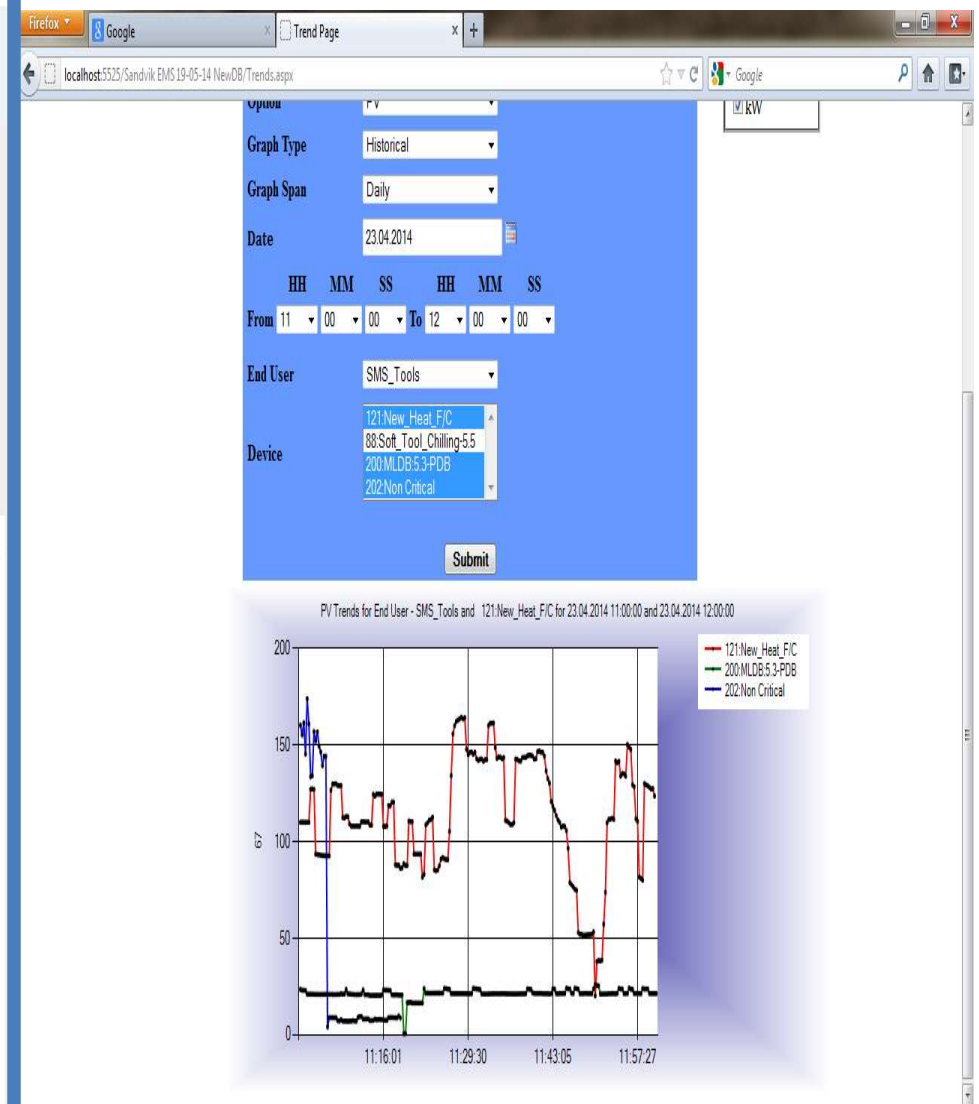 Firefox
Google
Trend Page
localhost:5525/Sandvik EMS 19-05-14 NewDB/Trends.aspx
Google
Option PV
kW
Graph Type Historical
Graph Span Daily
Date 23.04.2014
HH MM SS HH MM SS
From 11 00 00 To 12 00 00
End User SMS_Tools
Device
121:New_Heat_F/C
88:Soft_Tool_Chilling-5.5
200:MLDB:5.3-PDB
202:Non Critical
Submit
PV Trends for End User - SMS_Tools and 121:New_Heat_F/C for 23.04.2014 11:00:00 and 23.04.2014 12:00:00
121:New_Heat_F/C
200:MLDB:5.3-PDB
202:Non Critical
200
150
67
100
50
0
11:16:01 11:29:30 11:43:05 11:57:27